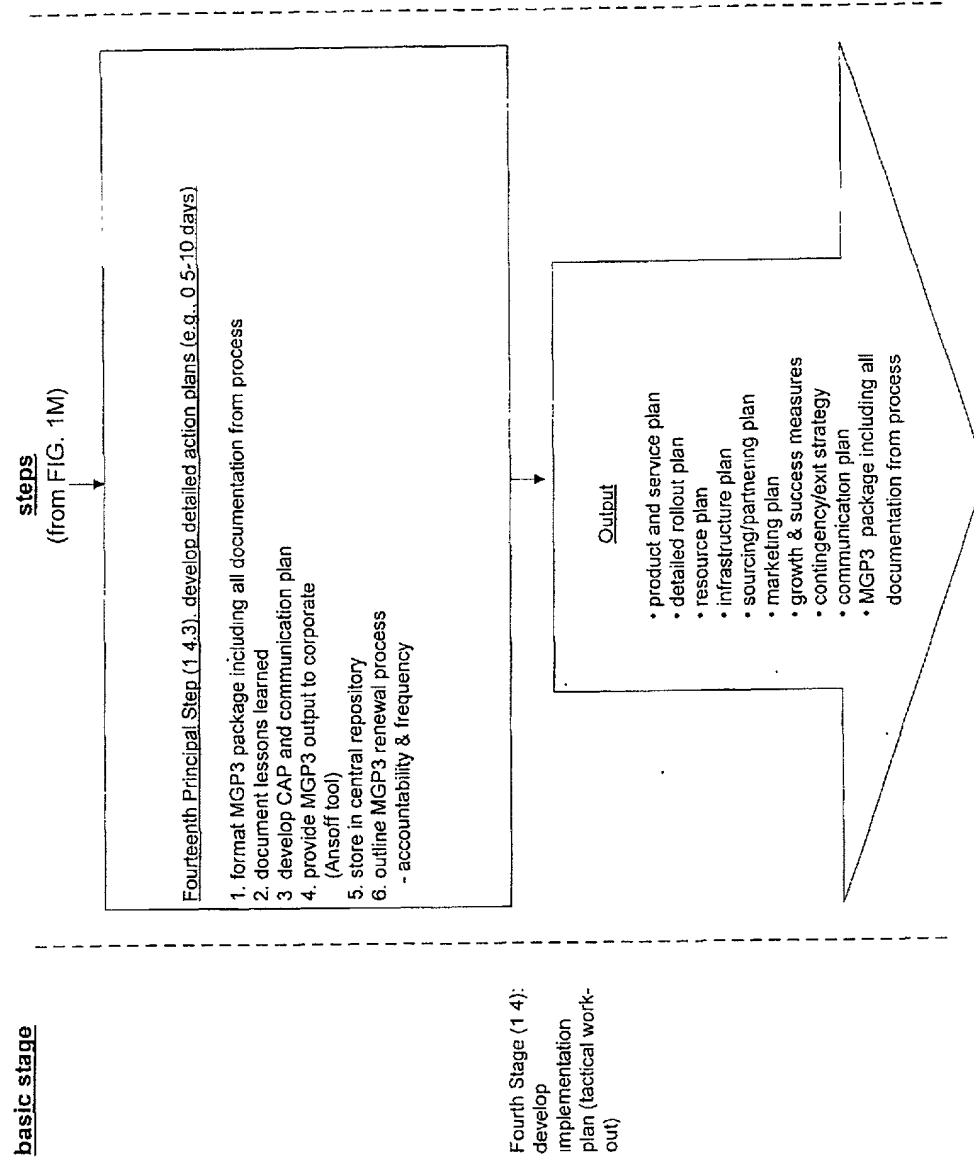 basic stage
steps
(from FIG. 1M)
Fourth Stage (1 4):
develop
implementation
plan (tactical work-
out)
Fourteenth Principal Step (1 4.3). develop detailed action plans (e.g., 0 5-10 days)
1. format MGP3 package including all documentation from process
2. document lessons learned
3 develop CAP and communication plan
4. provide MGP3 output to corporate
(Ansoff tool)
5. store in central repository
6. outline MGP3 renewal process
- accountability & frequency
Output
• product and service plan
• detailed rollout plan
• resource plan
• infrastructure plan
• sourcing/partnering plan
• marketing plan
• growth & success measures
• contingency/exit strategy
• communication plan
• MGP3 package including all
documentation from process